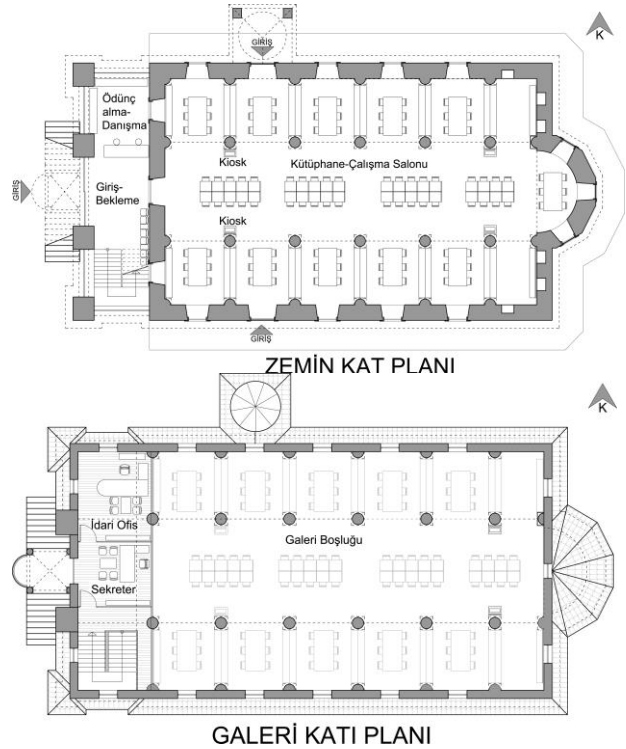 GİRİŞ
K
Ödünç
alma-
Danışma
Kiosk
Kütüphane-Çalışma Salonu
GİRİŞ
Giriş-
Bekleme
Kiosk
GİRİŞ
ZEMİN KAT PLANI
K
İdari Ofis
Galeri Boşluğu
Sekreter
GALERİ KATI PLANI